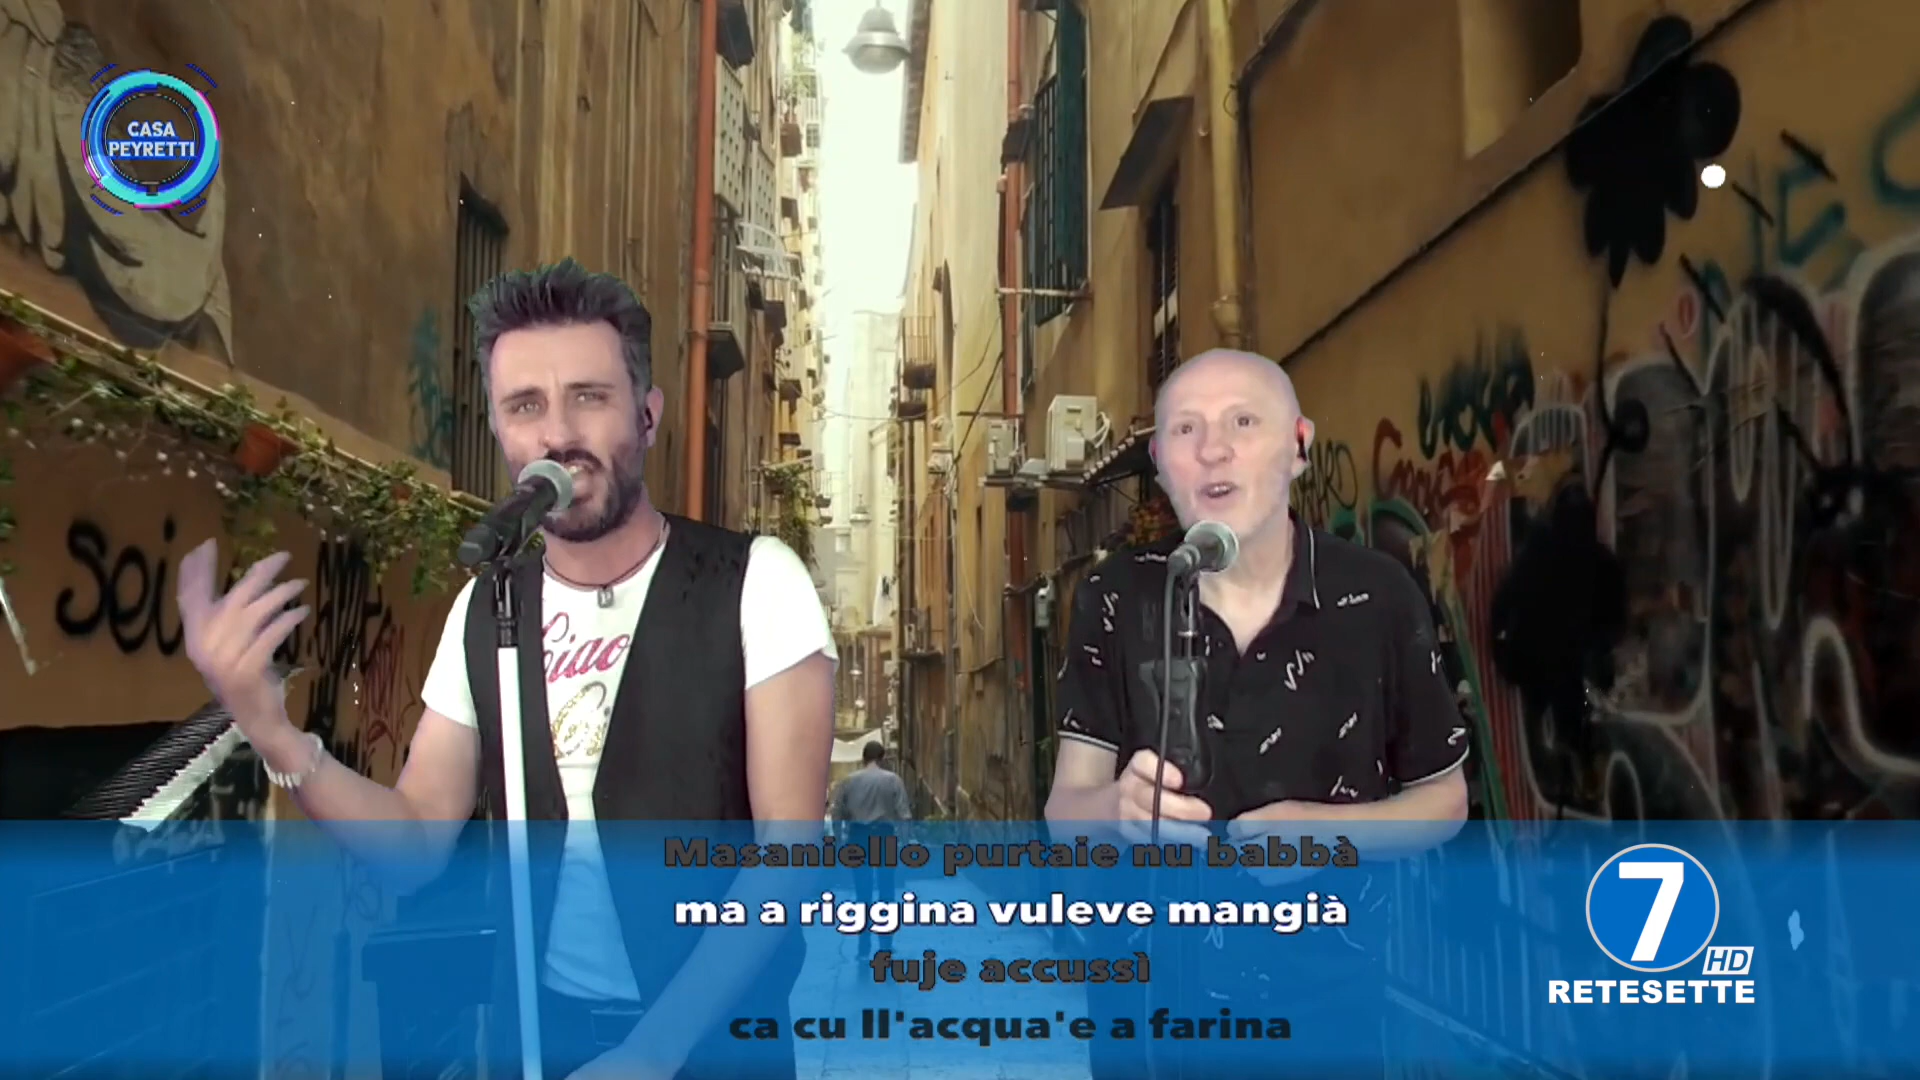 CASA
PEYRETTI
sei
Ciao
Masaniello purtaie nu babbà
ma a riggina vuleve mangià
fuje accussì
ca cu ll'acqua'e a farina
7
HD
RETESETTE